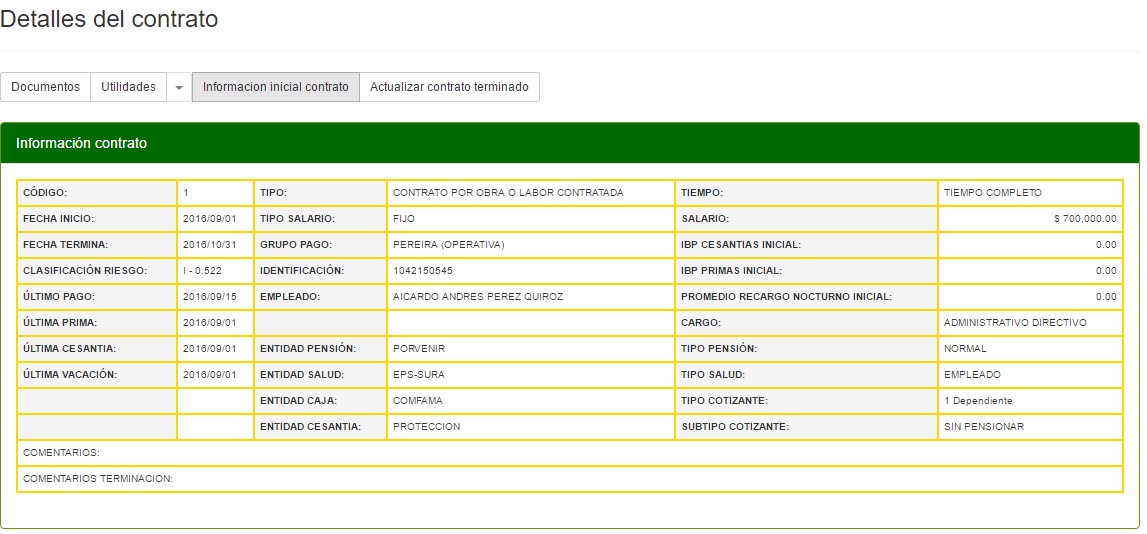 Detalles del contrato
Documentos Utilidades Informacion inicial contrato Actualizar contrato terminado
Información contrato
CÓDIGO: 1 TIPO: CONTRATO POR OBRA O LABOR CONTRATADA TIEMPO: TIEMPO COMPLETO
FECHA INICIO: 2016/09/01 TIPO SALARIO: FIJO SALARIO: $ 700,000.00
FECHA TERMINA: 2016/10/31 GRUPO PAGO: PEREIRA (OPERATIVA) IBP CESANTIAS INICIAL: 0.00
CLASIFICACIÓN RIESGO: I - 0.522 IDENTIFICACIÓN: 1042150545 IBP PRIMAS INICIAL: 0.00
ÚLTIMO PAGO: 2016/09/15 EMPLEADO: AICARDO ANDRES PEREZ QUIROZ PROMEDIO RECARGO NOCTURNO INICIAL: 0.00
ÚLTIMA PRIMA: 2016/09/01 CARGO: ADMINISTRATIVO DIRECTIVO
ÚLTIMA CESANTIA: 2016/09/01 ENTIDAD PENSIÓN: PORVENIR TIPO PENSIÓN: NORMAL
ÚLTIMA VACACIÓN: 2016/09/01 ENTIDAD SALUD: EPS-SURA TIPO SALUD: EMPLEADO
ENTIDAD CAJA: COMFAMA TIPO COTIZANTE: 1 Dependiente
ENTIDAD CESANTIA: PROTECCION SUBTIPO COTIZANTE: SIN PENSIONAR
COMENTARIOS:
COMENTARIOS TERMINACION: